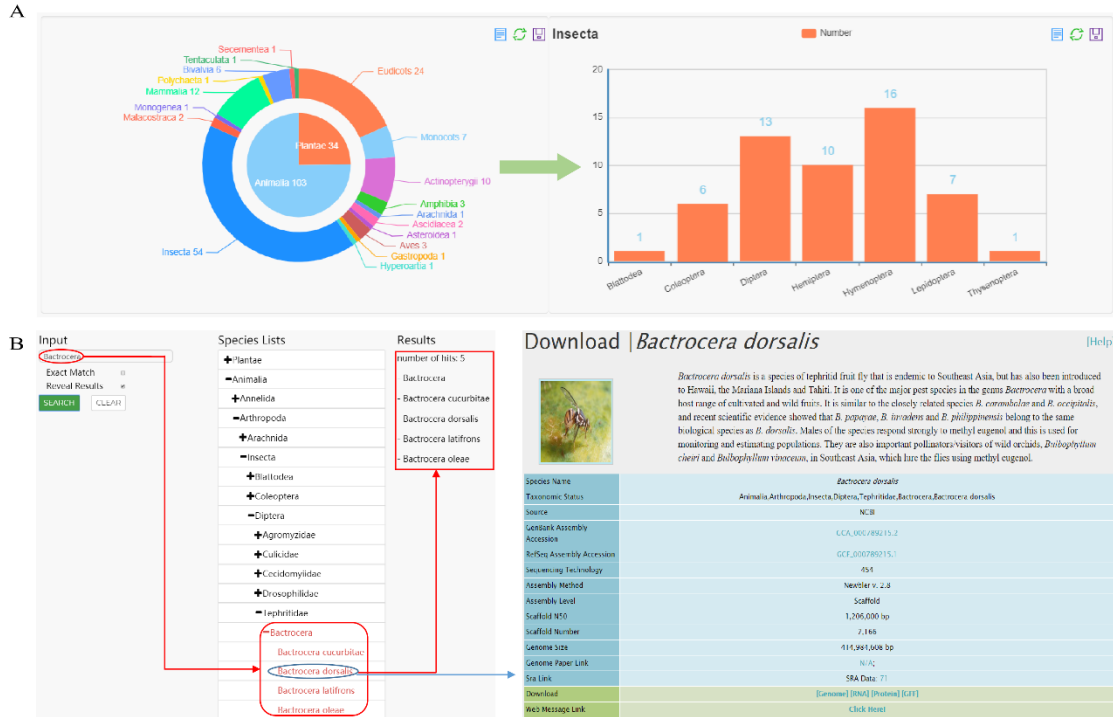 A
Secementea 1
Tentaculata 1
Bivalvia 6
Polychaeta 1
Mammalia 12
Monogenea 1
Malacostraca 2
Insecta 54
Eudicots 24
Monocots 7
Actinopterygi 10
Amphibia 3
Arachnida 1
Ascidiacea 2
Asteroidea 1
Aves 3
Gastropoda 1
Hyperoartia 1
Plantae 34
Animalia 103
Insecta
Number
20
15
10
5
0
1
6
13
10
16
7
1
Blattodea
Coleoptera
Diptera
Hemiptera
Hymenoptera
Lepidoptera
Thysanoptera
B
Input
Bactrocera
Exact Match
Reveal Results
SEARCH CLEAR
Species Lists
+Plantae
−Animalia
+Annelida
−Arthropoda
+Arachnida
−Insecta
+Blattodea
+Coleoptera
−Diptera
+Agromyzidae
+Culicidae
+Cecidomyiidae
+Drosophilidae
−Tephritidae
−Bactrocera
Bactrocera cucurbitae
Bactrocera dorsalis
Bactrocera latifrons
Bactrocera oleae
Results
number of hits: 5
- Bactrocera
- Bactrocera cucurbitae
- Bactrocera dorsalis
- Bactrocera latifrons
- Bactrocera oleae
Download | Bactrocera dorsalis
[Help
Bactrocera dorsalis is a species of tephritid fruit fly that is endemic to Southeast Asia, but has also been introduced
to Hawaii, the Mariana Islands and Tahiti. It is one of the major pest species in the genus Bactrocera with a broad
host range of cultivated and wild fruits. It is similar to the closely related species B. carambolae and B. occipitalis,
and recent scientific evidence showed that B. papayae, B. invadens and B. philippinensis belong to the same
biological species as B. dorsalis. Males of the species respond strongly to methyl eugenol and this is used for
monitoring and estimating populations. They are also important pollinators/visitors of wild orchids, Bulbophyllum
cheiri and Bulbophyllum vinaceum, in Southeast Asia, which lure the flies using methyl eugenol.
Species Name Bactrocera dorsalis
Taxonomic Status Animalia,Arthropoda,Insecta,Diptera,Tephritidae,Bactrocera,Bactrocera dorsalis
Source NCBI
GenBank Assembly
Accession GCA_000789215.2
RefSeq Assembly Accession GCF_000789215.1
Sequencing Technology 454
Assembly Method Newbler v. 2.8
Assembly Level Scaffold
Scaffold N50 1,206,000 bp
Scaffold Number 7,166
Genome Size 414,984,608 bp
Genome Paper Link N/A;
Sra Link SRA Data: 71
Download [Genome] [RNA] [Protein] [GFF]
Web Message Link Click Here!